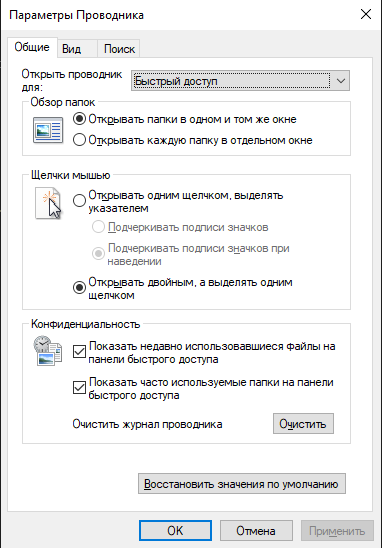 Параметры Проводника
Общие
Вид
Поиск
Открыть проводник
для:
Быстрый доступ
Обзор папок
Открывать папки в одном и том же окне
Открывать каждую папку в отдельном окне
Щелчки мышью
Открывать одним щелчком, выделять
указателем
Подчеркивать подписи значков
Подчеркивать подписи значков при
наведении
Открывать двойным, а выделять одним
щелчком
Конфиденциальность
Показать недавно использовавшиеся файлы на
панели быстрого доступа
Показать часто используемые папки на панели
быстрого доступа
Очистить журнал проводника
Очистить
Восстановить значения по умолчанию
ОК
Отмена
Применить